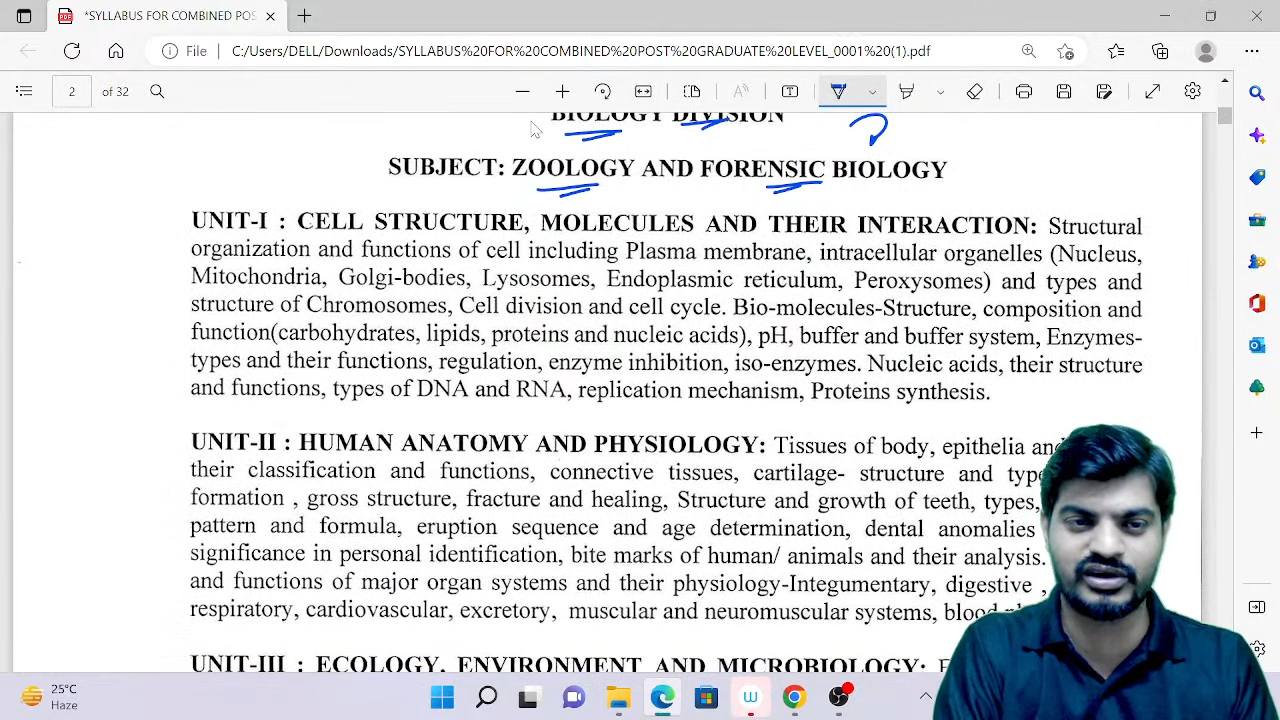 *SYLLABUS FOR COMBINED POS
File
C:/Users/DELL/Downloads/SYLLABUS%20FOR%20COMBINED%20POST%20GRADUATE%20LEVEL_0001%20(1).pdf
2 of 32
BIOLOGY DIVISION
SUBJECT: ZOOLOGY AND FORENSIC BIOLOGY
UNIT-I : CELL STRUCTURE, MOLECULES AND THEIR INTERACTION: Structural
organization and functions of cell including Plasma membrane, intracellular organelles (Nucleus,
Mitochondria, Golgi-bodies, Lysosomes, Endoplasmic reticulum, Peroxysomes) and types and
structure of Chromosomes, Cell division and cell cycle. Bio-molecules-Structure, composition and
function(carbohydrates, lipids, proteins and nucleic acids), pH, buffer and buffer system, Enzymes-
types and their functions, regulation, enzyme inhibition, iso-enzymes. Nucleic acids, their structure
and functions, types of DNA and RNA, replication mechanism, Proteins synthesis.
UNIT-II : HUMAN ANATOMY AND PHYSIOLOGY: Tissues of body, epithelia
their classification and functions, connective tissues, cartilage- structure and
formation , gross structure, fracture and healing, Structure and growth of teeth, types,
pattern and formula, eruption sequence and age determination, dental anomalies
significance in personal identification, bite marks of human/ animals and their analysis.
and functions of major organ systems and their physiology-Integumentary, digestive ,
respiratory, cardiovascular, excretory, muscular and neuromuscular systems, blood
UNIT-III : ECOLOGY, ENVIRONMENT AND MICROBIOLOGY:
25°C
Haze